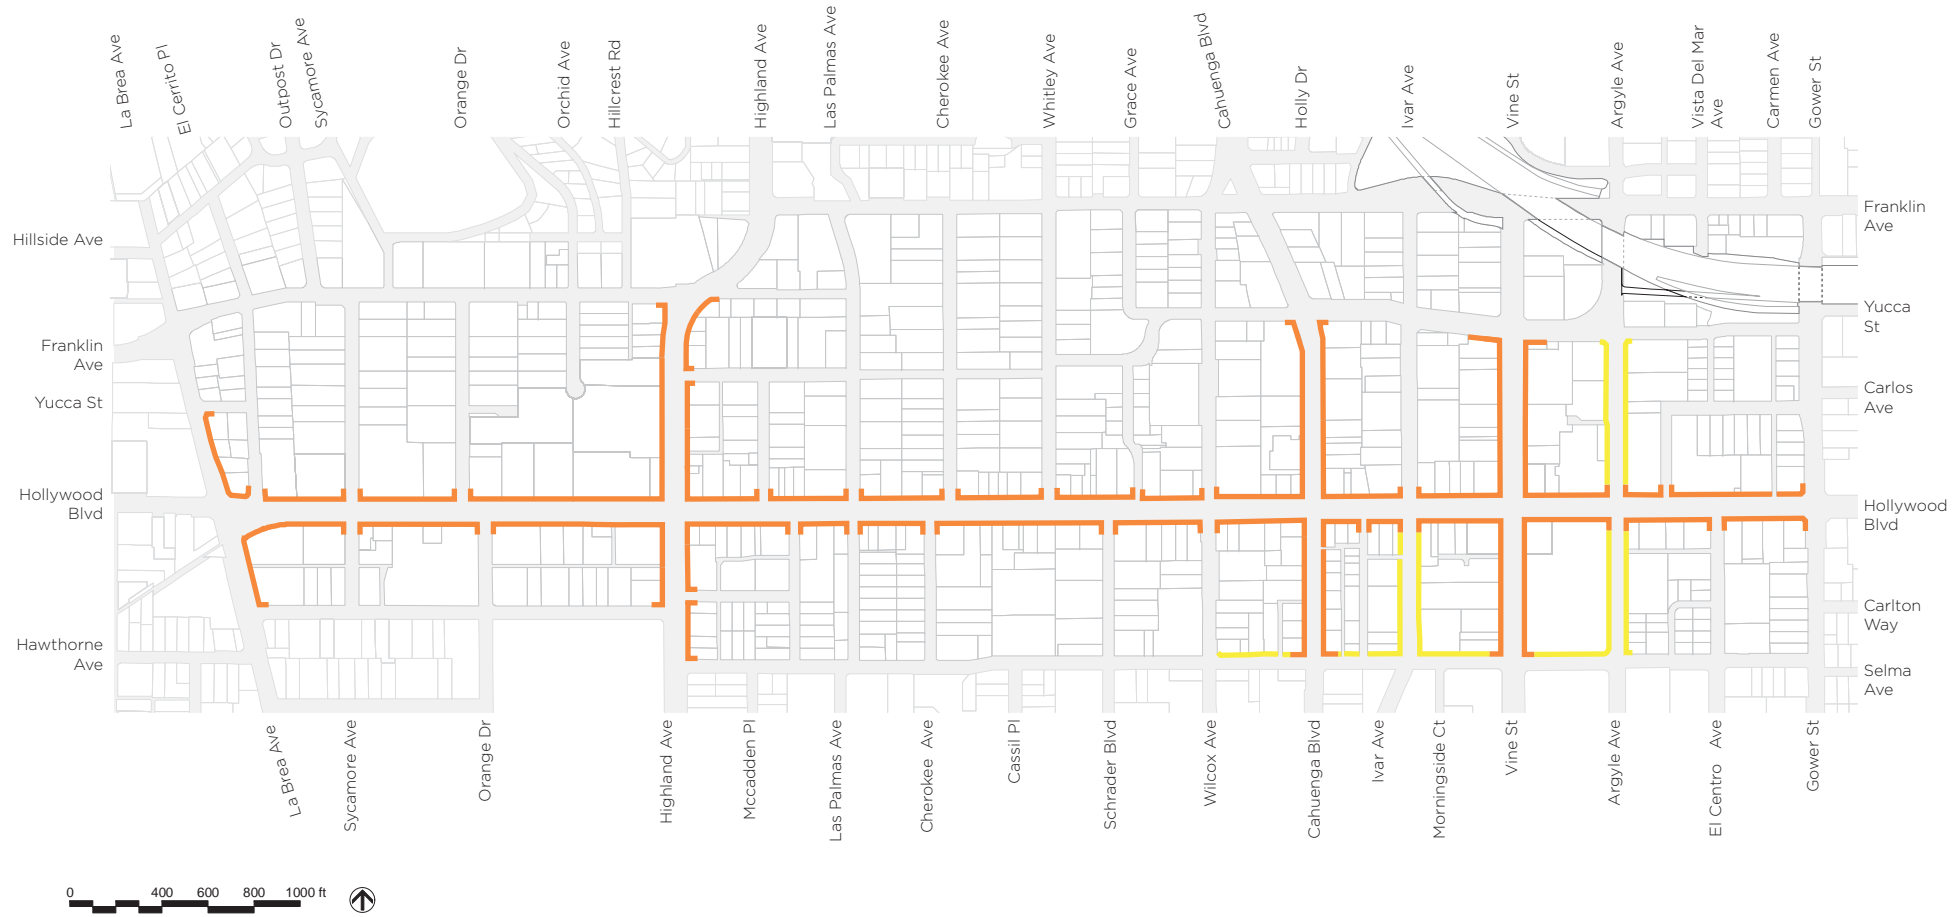 La Brea Ave
El Cerrito Pl
Outpost Dr
Sycamore Ave
Orange Dr
Orchid Ave
Hillcrest Rd
Highland Ave
Las Palmas Ave
Cherokee Ave
Whitley Ave
Grace Ave
Cahuenga Blvd
Holly Dr
Ivar Ave
Vine St
Argyle Ave
Vista Del Mar
Ave
Carmen Ave
Gower St
Hillside Ave
Franklin
Ave
Yucca St
Hollywood
Blvd
Hawthorne
Ave
Franklin
Ave
Yucca
St
Carlos
Ave
Hollywood
Blvd
Carlton
Way
Selma
Ave
La Brea Ave
Sycamore Ave
Orange Dr
Highland Ave
Mccadden Pl
Las Palmas Ave
Cherokee Ave
Cassil Pl
Schrader Blvd
Wilcox Ave
Cahuenga Blvd
Ivar Ave
Morningside Ct
Vine St
Argyle Ave
El Centro Ave
Gower St
0 400 600 800 1000 ft